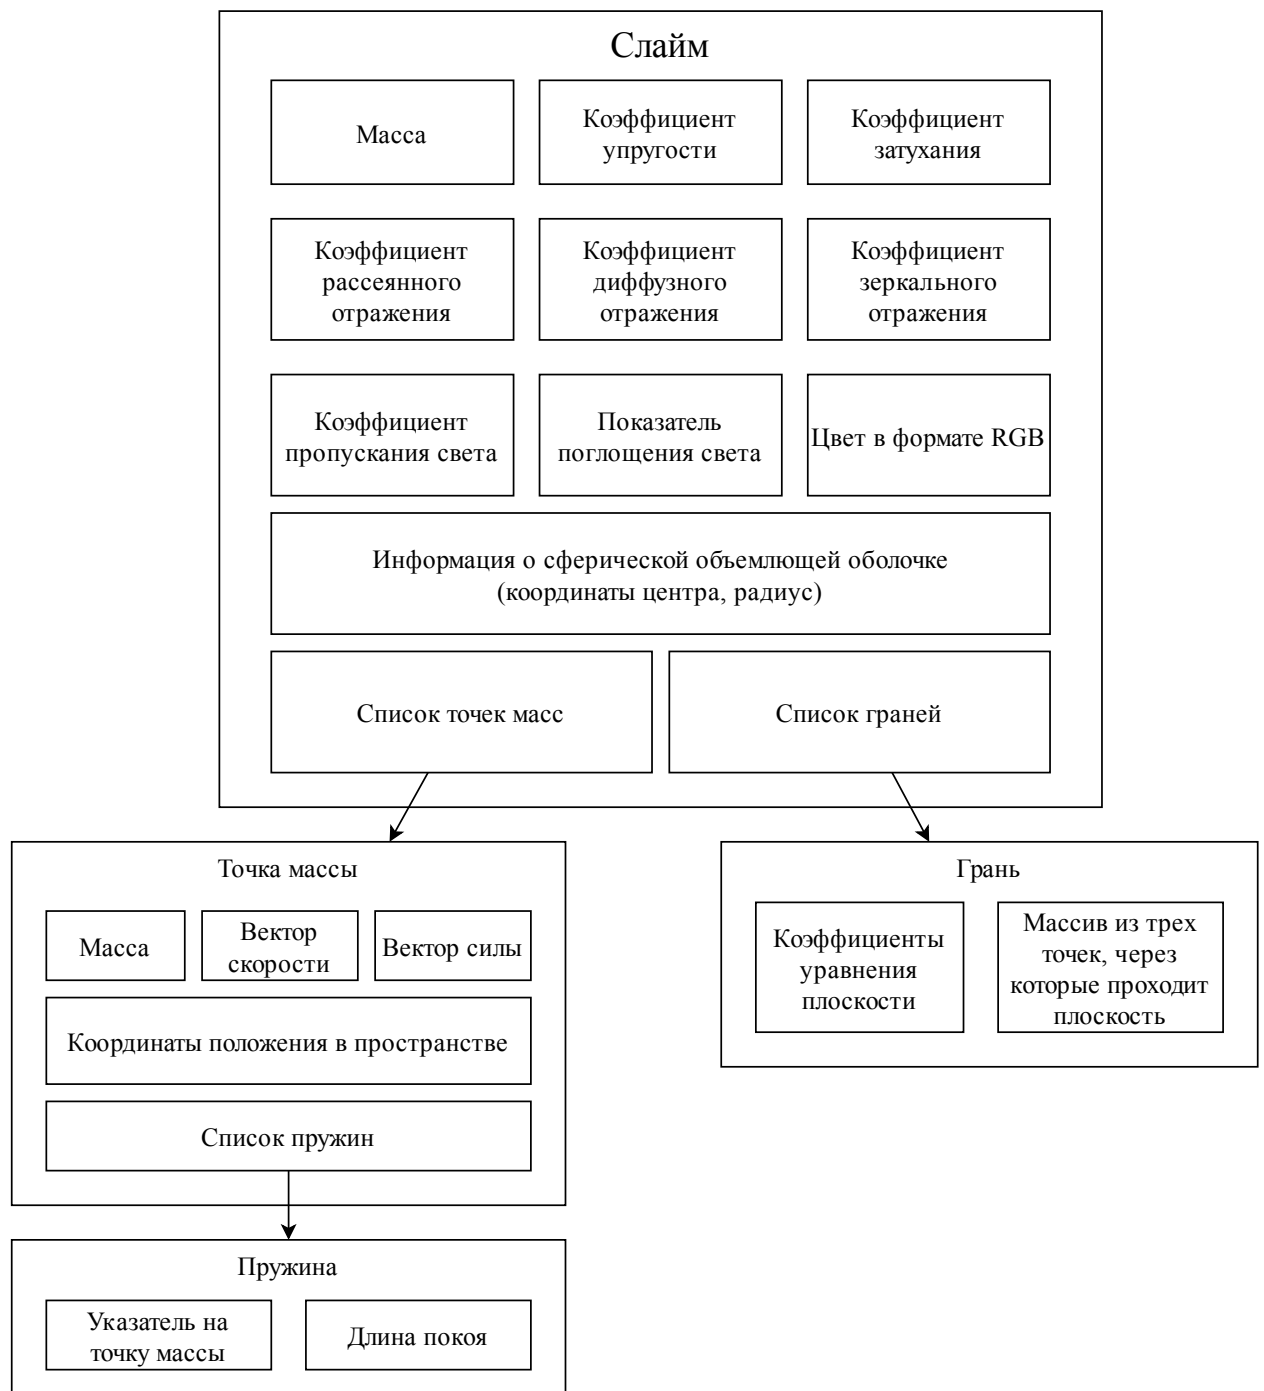 Слайм
Масса
Коэффициент
упругости
Коэффициент
затухания
Коэффициент
рассеянного
отражения
Коэффициент
диффузного
отражения
Коэффициент
зеркального
отражения
Коэффициент
пропускания света
Показатель
поглощения света
Цвет в формате RGB
Информация о сферической объемлющей оболочке
(координаты центра, радиус)
Список точек масс
Список граней
Точка массы
Масса
Вектор
скорости
Вектор силы
Координаты положения в пространстве
Список пружин
Грань
Коэффициенты
уравнения
плоскости
Массив из трех
точек, через
которые проходит
плоскость
Пружина
Указатель на
точку массы
Длина покоя